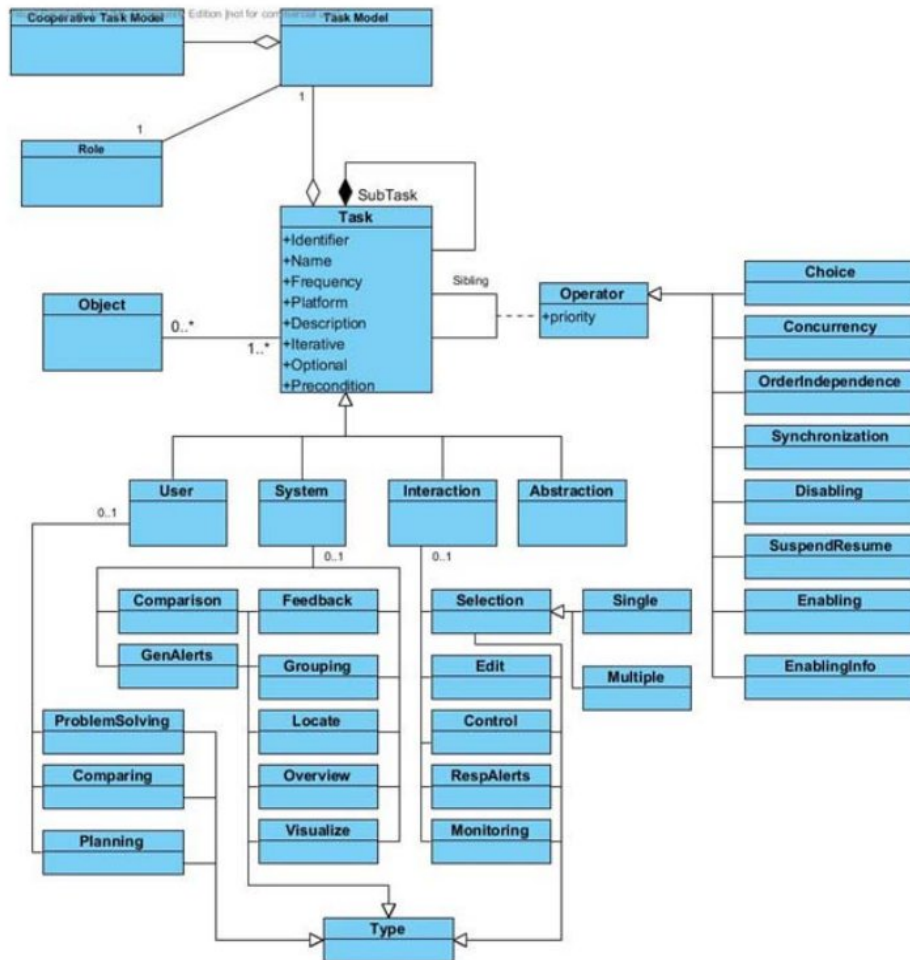 Edition [not for commercial
Cooperative Task Model
Task Model
1
1
Role
SubTask
Task
+Identifier
+Name
+Frequency
+Platform
+Description
+Iterative
+Optional
+Precondition
Sibling
Operator
+priority
Object
0..*
1..*
Choice
Concurrency
OrderIndependence
Synchronization
Disabling
SuspendResume
Enabling
EnablingInfo
User
System
Interaction
Abstraction
0..1
0..1
0..1
Comparison
Feedback
Selection
Single
GenAlerts
Grouping
Edit
Multiple
ProblemSolving
Locate
Control
Comparing
Overview
RespAlerts
Planning
Visualize
Monitoring
Type